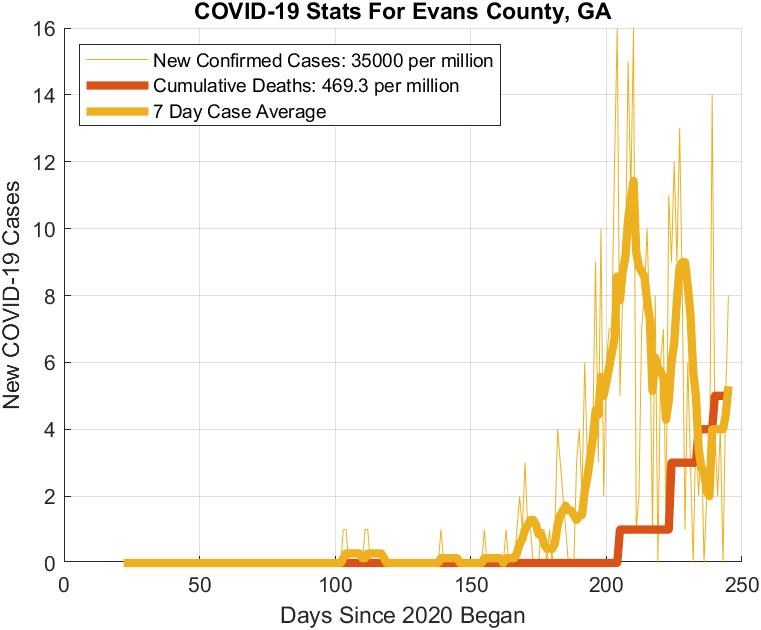 COVID-19 Stats For Evans County, GA
New Confirmed Cases: 35000 per million
Cumulative Deaths: 469.3 per million
7 Day Case Average
New COVID-19 Cases
16
14
12
10
8
6
4
2
0
0 50 100 150 200 250
Days Since 2020 Began